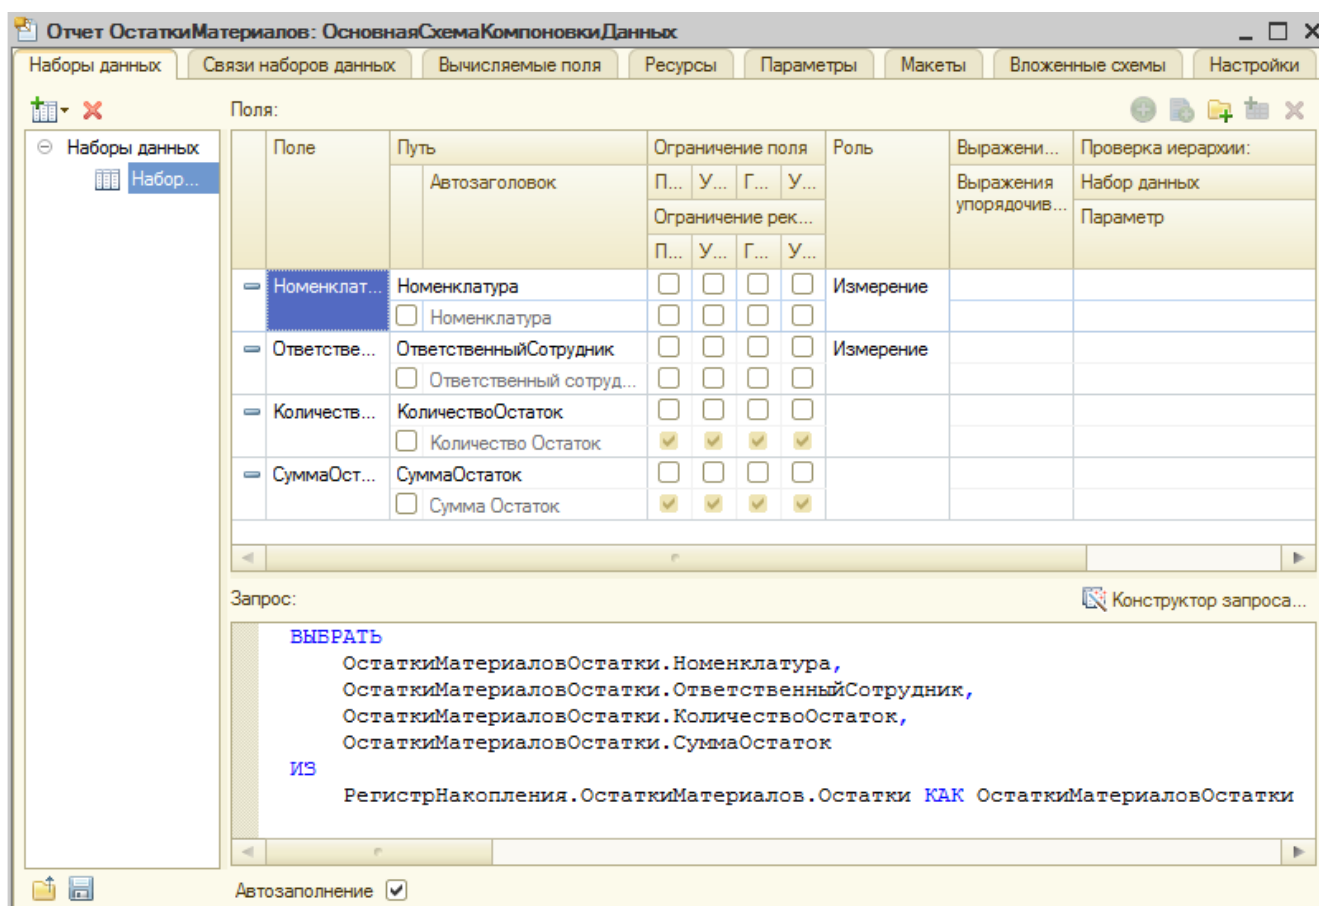 Отчет ОстаткиМатериалов: ОсновнаяСхемаКомпоновкиДанных
Наборы данных Связи наборов данных Вычисляемые поля Ресурсы Параметры Макеты Вложенные схемы Настройки
Поля:
Наборы данных
Набор...
Поле Путь Ограничение поля Роль Выражени... Проверка иерархии:
Автозаголовок П... У... Г... У... Выражения упорядочив... Набор данных
Ограничение рек... Параметр
П... У... Г... У...
Номенклат... Номенклатура Измерение
Номенклатура
Ответстве... ОтветственныйСотрудник Измерение
Ответственный сотруд...
Количеств... КоличествоОстаток
Количество Остаток
СуммаОст... СуммаОстаток
Сумма Остаток
Запрос: Конструктор запроса...
ВЫБРАТЬ
ОстаткиМатериаловОстатки.Номенклатура,
ОстаткиМатериаловОстатки.ОтветственныйСотрудник,
ОстаткиМатериаловОстатки.КоличествоОстаток,
ОстаткиМатериаловОстатки.СуммаОстаток
ИЗ
РегистрНакопления.ОстаткиМатериалов.Остатки КАК ОстаткиМатериаловОстатки
Автозаполнение